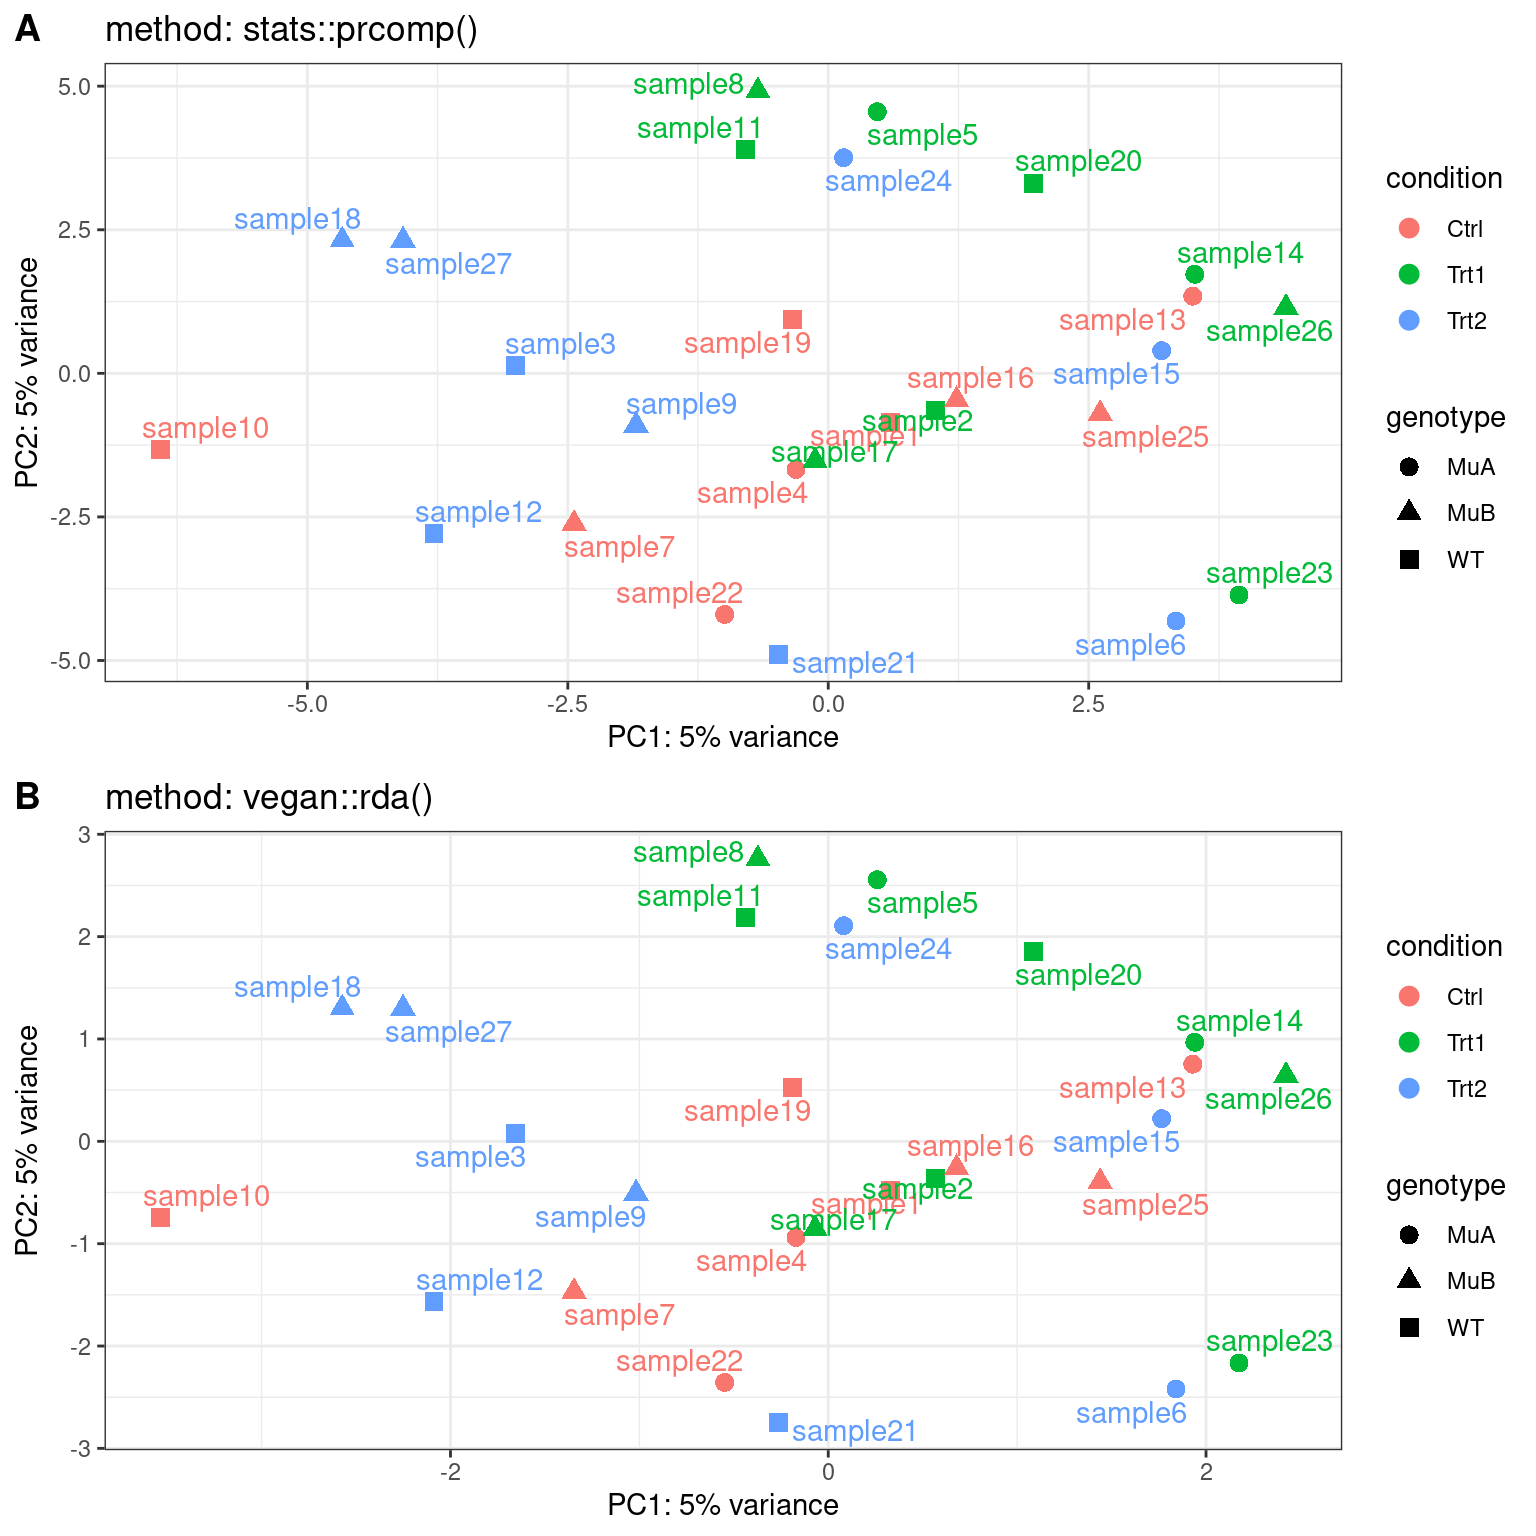 A method: stats::prcomp()
5.0
2.5
0.0
-2.5
-5.0
PC2: 5% variance
sample8
sample5
sample11
sample20
sample24
sample18
sample14
sample27
sample13
sample26
sample19
sample3
sample15
sample16
sample9
sample2
sample10
sample1
sample25
sample17
sample4
sample12
sample7
sample23
sample22
sample6
sample21
-5.0 -2.5 0.0 2.5
PC1: 5% variance
condition
Ctrl
Trt1
Trt2
genotype
MuA
MuB
WT
B method: vegan::rda()
3
2
1
0
-1
-2
-3
PC2: 5% variance
sample8
sample11
sample5
sample24
sample20
sample18
sample14
sample27
sample13
sample26
sample19
sample15
sample16
sample3
sample2
sample10
sample1
sample25
sample9
sample17
sample4
sample12
sample7
sample23
sample22
sample6
sample21
-2 0 2
PC1: 5% variance
condition
Ctrl
Trt1
Trt2
genotype
MuA
MuB
WT